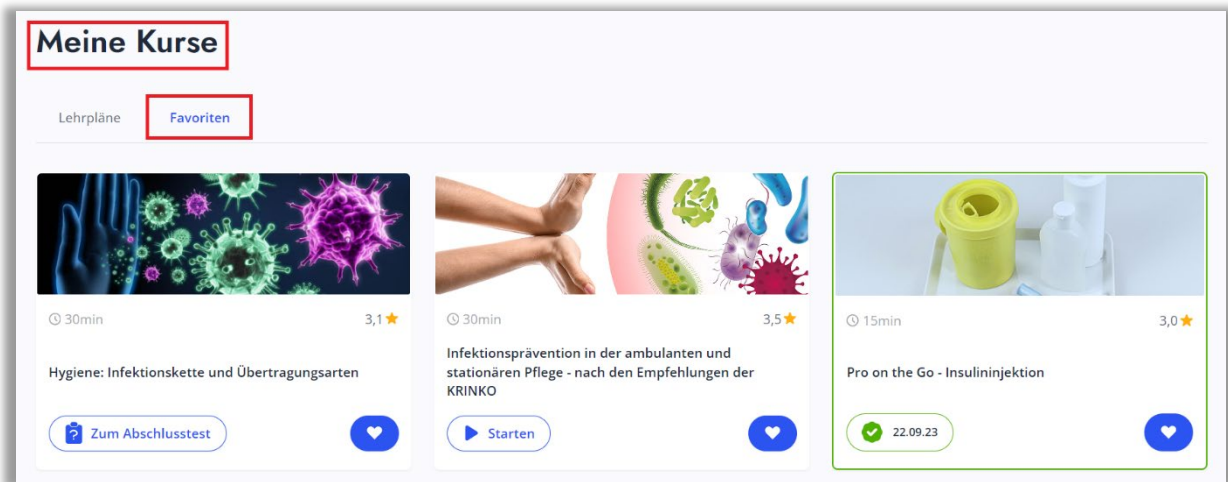 Meine Kurse
Lehrpläne Favoriten
30min 3,1
Hygiene: Infektionskette und Übertragungsarten
Zum Abschlusstest
30min 3,5
Infektionsprävention in der ambulanten und
stationären Pflege - nach den Empfehlungen der
KRINKO
Starten
15min 3,0
Pro on the Go - Insulininjektion
22.09.23